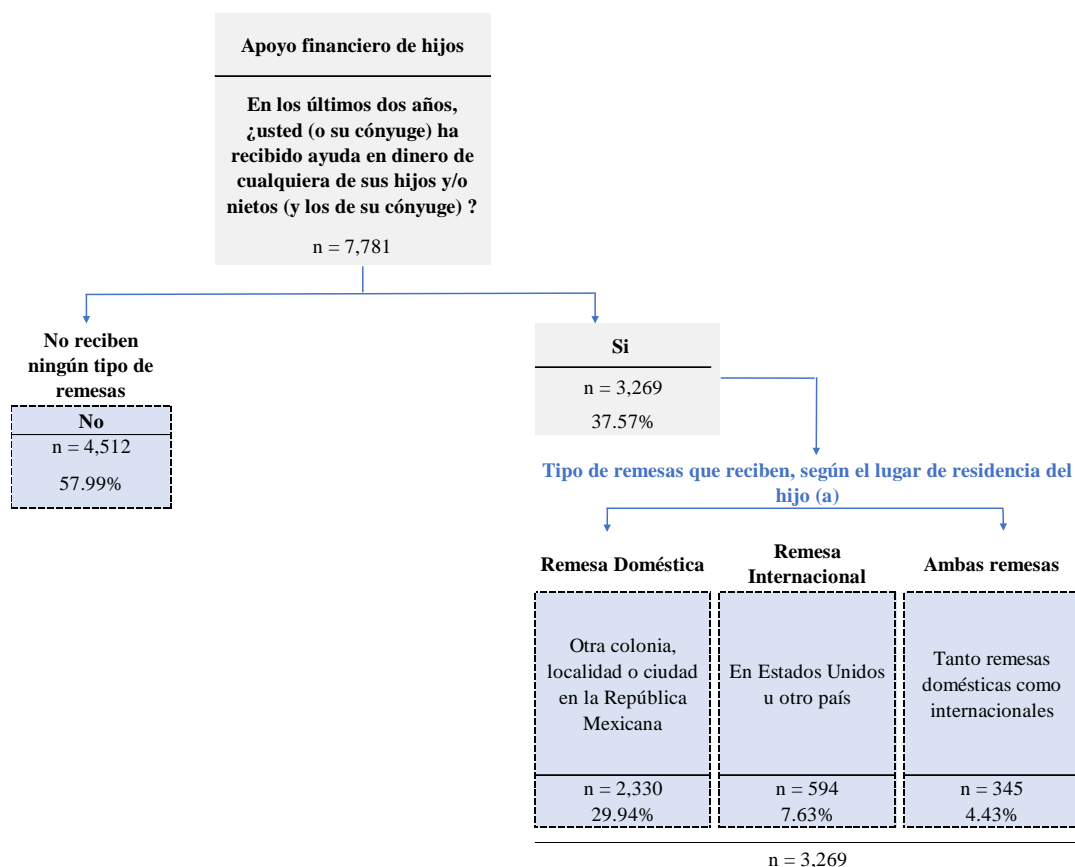 Apoyo financiero de hijos
En los últimos dos años,
¿usted (o su cónyuge) ha
recibido ayuda en dinero de
cualquiera de sus hijos y/o
nietos (y los de su cónyuge) ?
n = 7,781
No reciben
ningún tipo de
remesas
No
n = 4,512
57.99%
Si
n = 3,269
37.57%
Tipo de remesas que reciben, según el lugar de residencia del
hijo (a)
Remesa Doméstica
Otra colonia,
localidad o ciudad
en la República
Mexicana
n = 2,330
29.94%
Remesa
Internacional
En Estados Unidos
u otro país
n = 594
7.63%
Ambas remesas
Tanto remesas
domésticas como
internacionales
n = 345
4.43%
n = 3,269